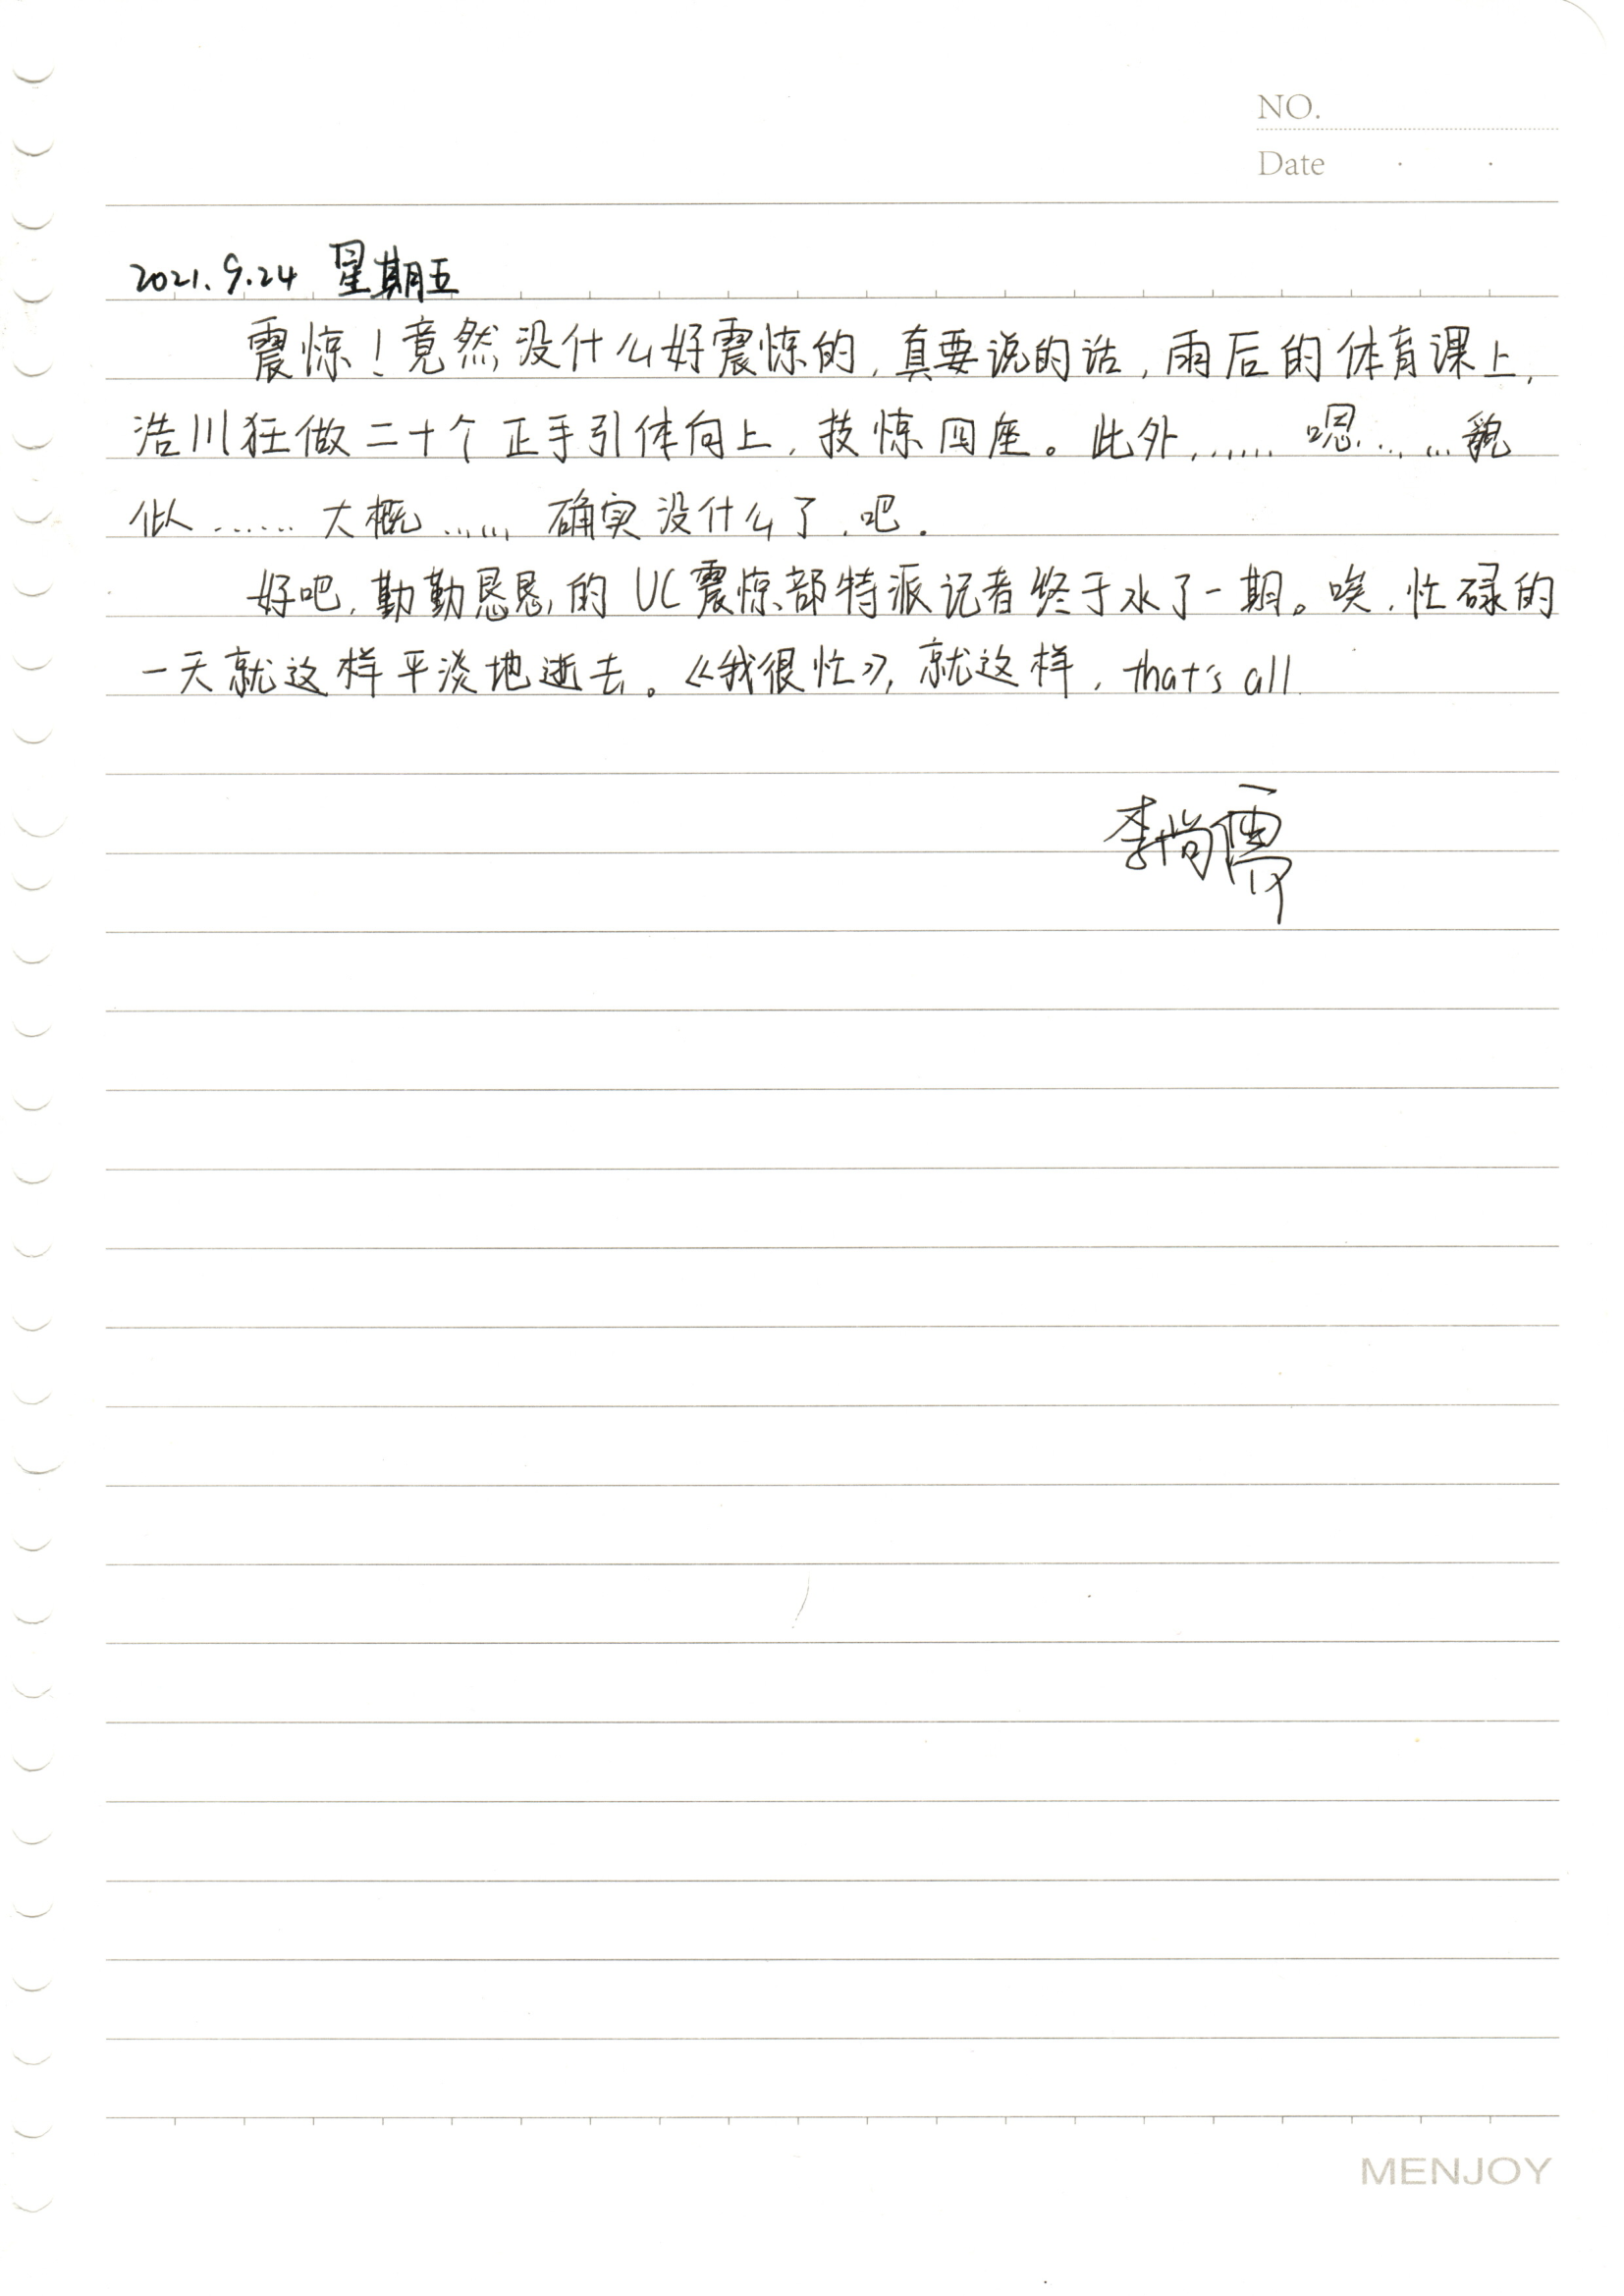 NO.
Date
2021.9.24 星期五
震惊！竟然没什么好震惊的，真要说的话，雨后的体育课上，
浩川狂做二十个正手引体向上，技惊四座。此外，…… 嗯……貌
似…… 大概…… 确实没什么了，吧.
好吧，勤勤恳恳的UC震惊部特派记者终于水了一期。唉，忙碌的
一天就这样平淡地逝去。《我很忙》，就这样，that's all.
李尚儒
MENJOY